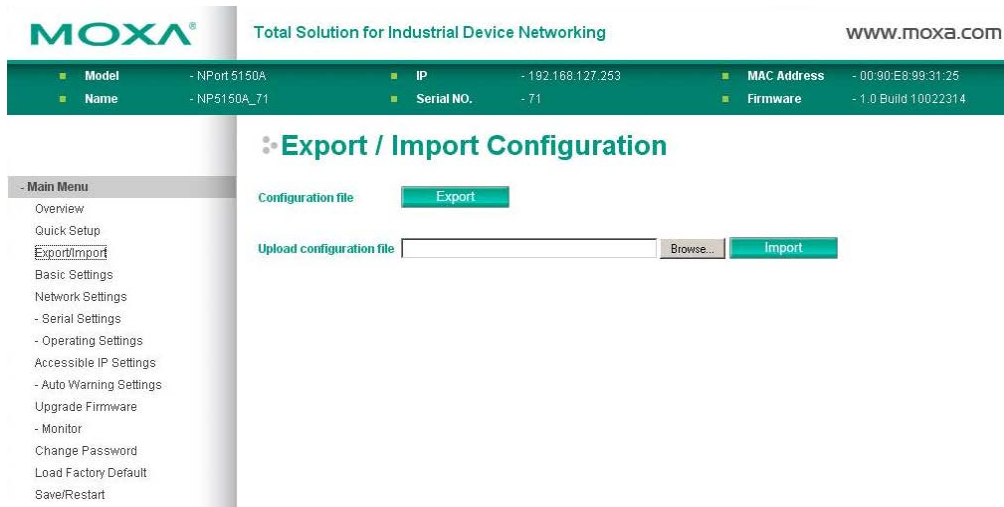 MOXA®
Total Solution for Industrial Device Networking
www.moxa.com
Model - NPort 5150A
IP - 192.168.127.253
MAC Address - 00:90:E8:99:31:25
Name - NP5150A_71
Serial NO. - 71
Firmware - 1.0 Build 10022314
Export / Import Configuration
- Main Menu
Overview
Quick Setup
Export/Import
Basic Settings
Network Settings
- Serial Settings
- Operating Settings
Accessible IP Settings
- Auto Warning Settings
Upgrade Firmware
- Monitor
Change Password
Load Factory Default
Save/Restart
Configuration file Export
Upload configuration file Browse... Import